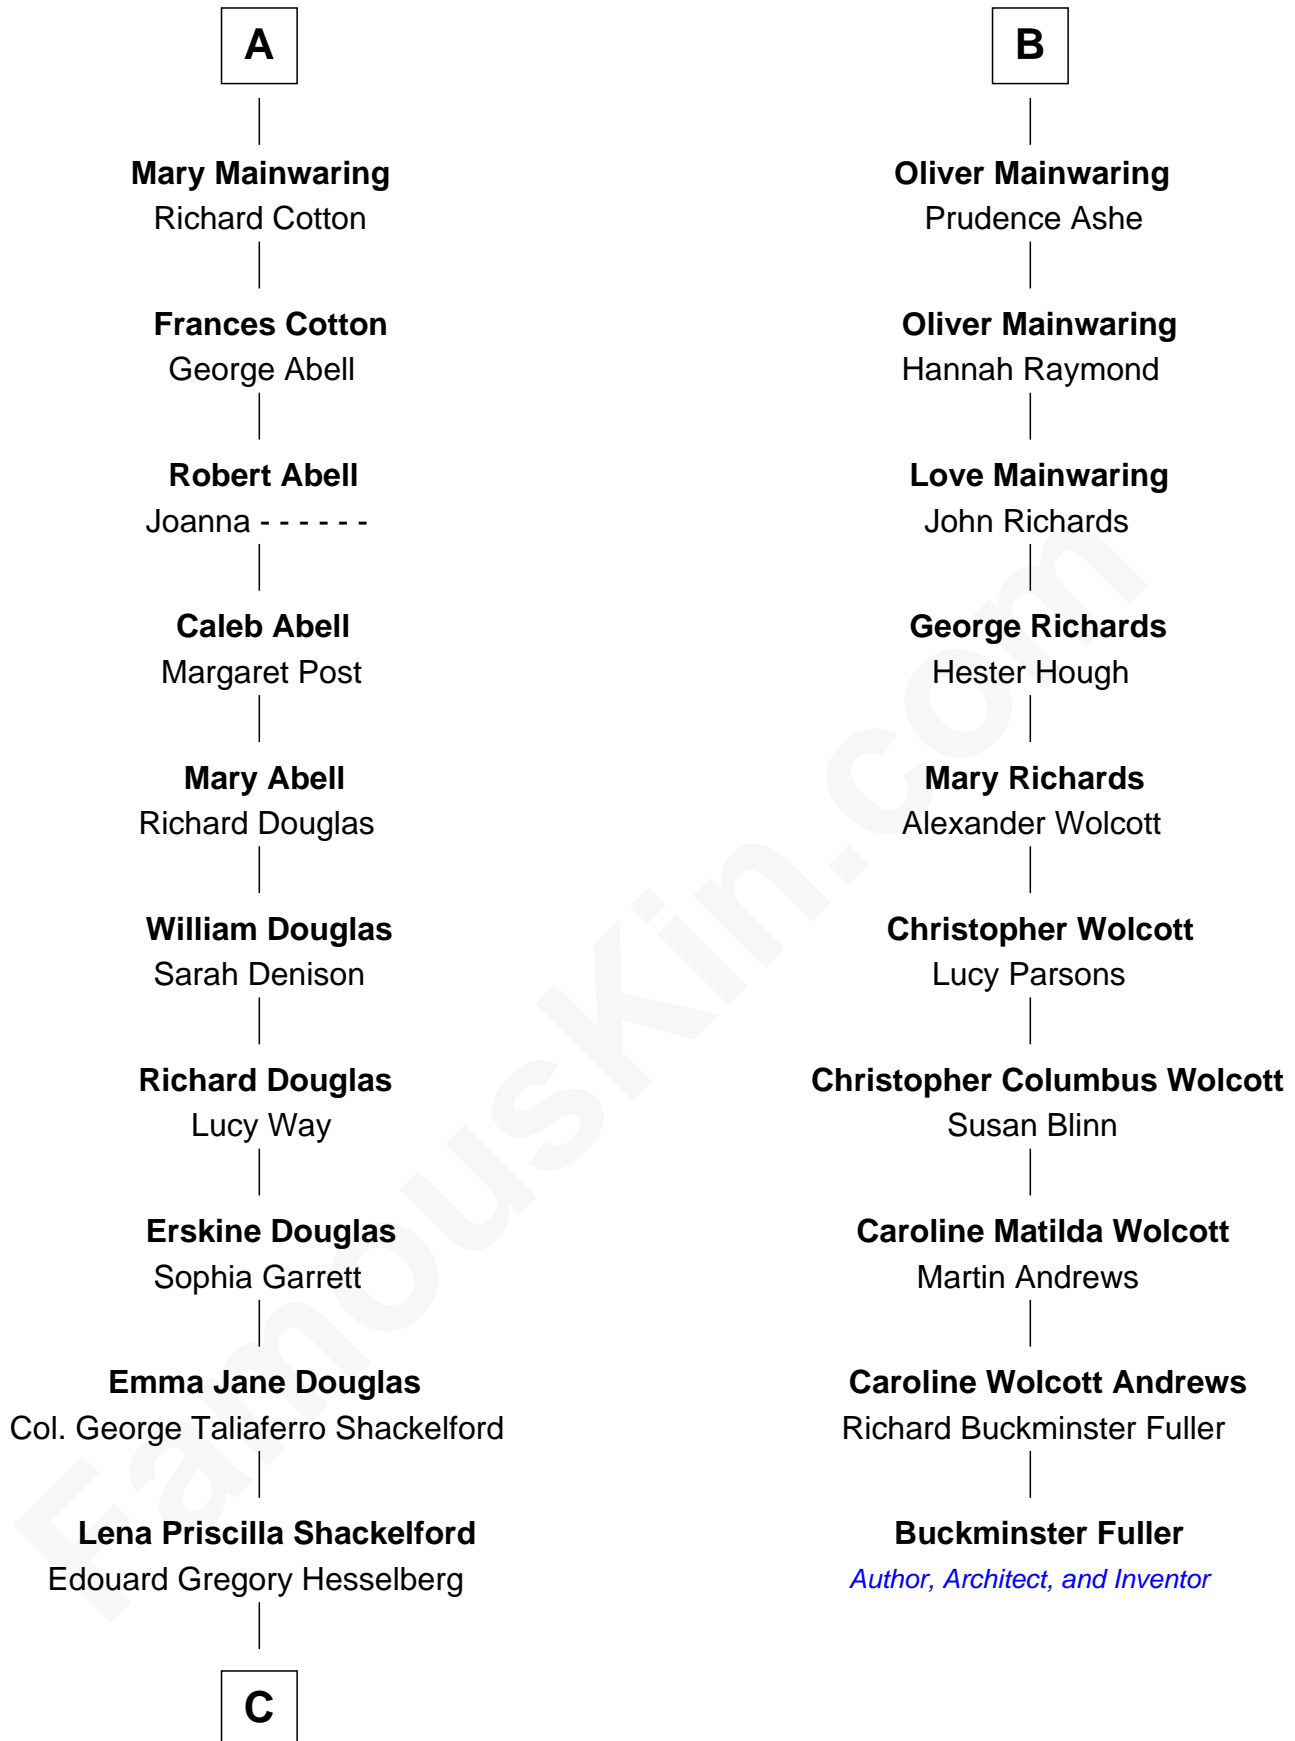 A
Mary Mainwaring
Richard Cotton
Frances Cotton
George Abell
Robert Abell
Joanna - - - - - -
Caleb Abell
Margaret Post
Mary Abell
Richard Douglas
William Douglas
Sarah Denison
Richard Douglas
Lucy Way
Erskine Douglas
Sophia Garrett
Emma Jane Douglas
Col. George Taliaferro Shackelford
Lena Priscilla Shackelford
Edouard Gregory Hesselberg
C
B
Oliver Mainwaring
Prudence Ashe
Oliver Mainwaring
Hannah Raymond
Love Mainwaring
John Richards
George Richards
Hester Hough
Mary Richards
Alexander Wolcott
Christopher Wolcott
Lucy Parsons
Christopher Columbus Wolcott
Susan Blinn
Caroline Matilda Wolcott
Martin Andrews
Caroline Wolcott Andrews
Richard Buckminster Fuller
Buckminster Fuller
Author, Architect, and Inventor
FamousKin.com